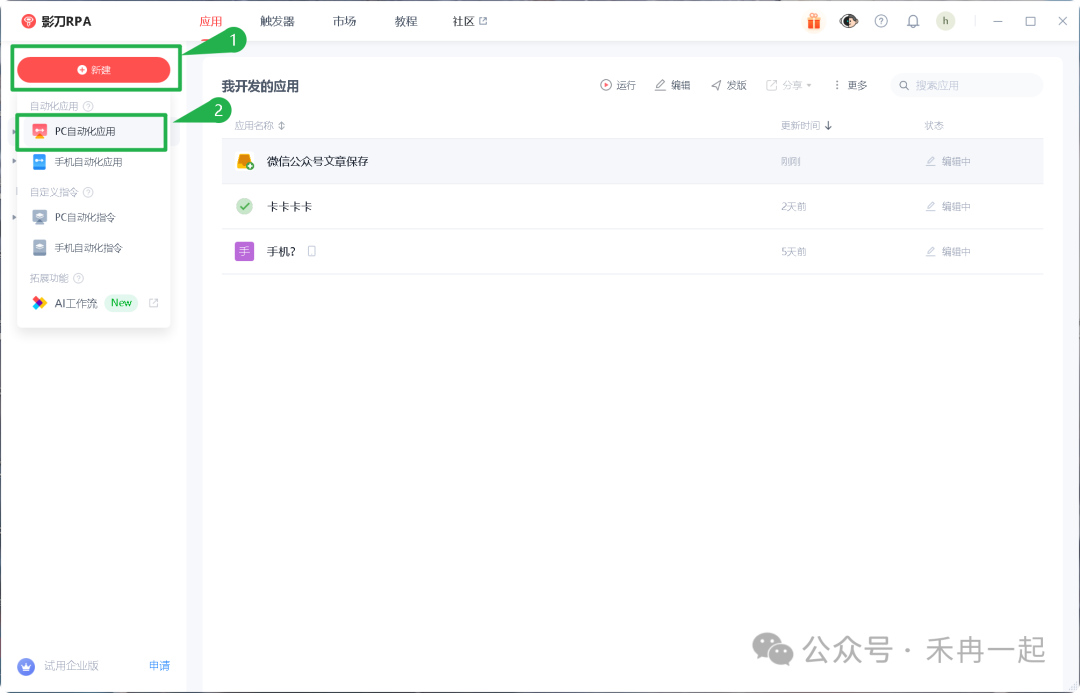 影刀RPA
应用 触发器 市场 教程 社区
h
1
新建
自动化应用
2
PC自动化应用
手机自动化应用
自定义指令
PC自动化指令
手机自动化指令
拓展功能
AI工作流 New
我开发的应用
运行 编辑 发版 分享 更多 搜索应用
应用名称 更新时间 状态
微信公众号文章保存 刚刚 编辑中
卡卡卡卡 2天前 编辑中
手 手机? 5天前 编辑中
试用企业版 申请
公众号 · 禾冉一起